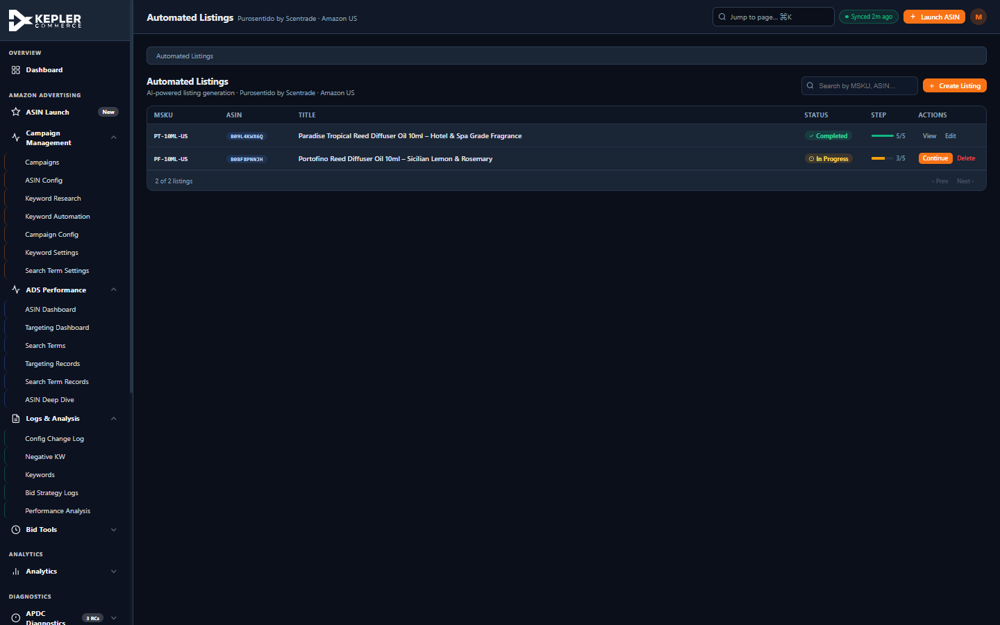 KEPLER
COMMERCE
Automated Listings Purosentido by Scentrade · Amazon US
Jump to page... ⌘K
Synced 2m ago
+ Launch ASIN
M
OVERVIEW
Dashboard
AMAZON ADVERTISING
ASIN Launch New
Campaign
Management
Campaigns
ASIN Config
Keyword Research
Keyword Automation
Campaign Config
Keyword Settings
Search Term Settings
ADS Performance
ASIN Dashboard
Targeting Dashboard
Search Terms
Targeting Records
Search Term Records
ASIN Deep Dive
Logs & Analysis
Config Change Log
Negative KW
Keywords
Bid Strategy Logs
Performance Analysis
Bid Tools
ANALYTICS
Analytics
DIAGNOSTICS
APDC
Diagnostics
3 RCs
Automated Listings
Automated Listings
AI-powered listing generation · Purosentido by Scentrade · Amazon US
Search by MSKU, ASIN...
+ Create Listing
MSKU ASIN TITLE STATUS STEP ACTIONS
PT-10ML-US B09L4KWX6Q Paradise Tropical Reed Diffuser Oil 10ml – Hotel & Spa Grade Fragrance ✓ Completed 5/5 View Edit
PF-10ML-US B0BF8PNNJH Portofino Reed Diffuser Oil 10ml – Sicilian Lemon & Rosemary In Progress 3/5 Continue Delete
2 of 2 listings ‹ Prev Next ›